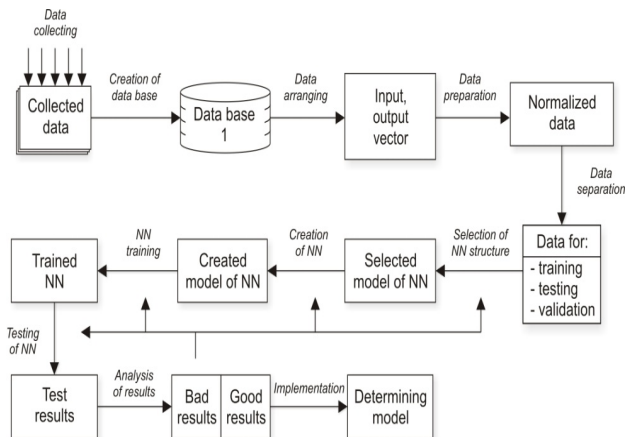 Data
collecting
Collected
data
Creation of
data base
Data base
1
Data
arranging
Input,
output
vector
Data
preparation
Normalized
data
Data
separation
Data for:
- training
- testing
- validation
Selection of
NN structure
Selected
model of NN
Creation
of NN
Created
model of NN
NN
training
Trained
NN
Testing
of NN
Test
results
Analysis
of results
Bad
results
Good
results
Implementation
Determining
model